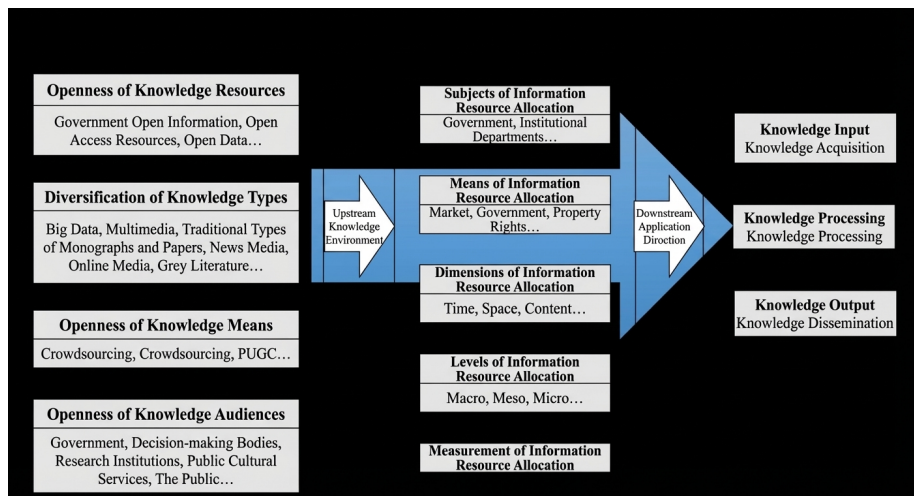 Openness of Knowledge Resources
Government Open Information, Open
Access Resources, Open Data…
Diversification of Knowledge Types
Big Data, Multimedia, Traditional Types
of Monographs and Papers, News Media,
Online Media, Grey Literature…
Openness of Knowledge Means
Crowdsourcing, Crowdsourcing, PUGC…
Openness of Knowledge Audiences
Government, Decision-making Bodies,
Research Institutions, Public Cultural
Services, The Public…
Upstream
Knowledge
Environment
Subjects of Information
Resource Allocation
Government, Institutional
Departments…
Means of Information
Resource Allocation
Market, Government, Property
Rights…
Dimensions of Information
Resource Allocation
Time, Space, Content…
Levels of Information
Resource Allocation
Macro, Meso, Micro…
Measurement of Information
Resource Allocation
Downstream
Application
Diroction
Knowledge Input
Knowledge Acquisition
Knowledge Processing
Knowledge Processing
Knowledge Output
Knowledge Dissemination